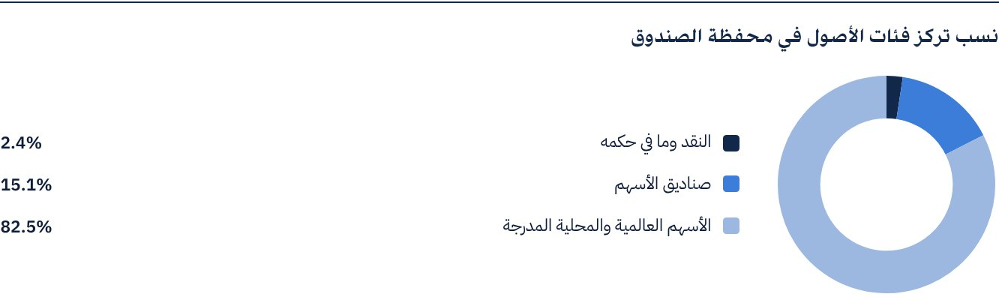 نسب تركز فئات الأصول في محفظة الصندوق
النقد وما في حكمه 2.4%
صناديق الأسهم 15.1%
الأسهم العالمية والمحلية المدرجة 82.5%